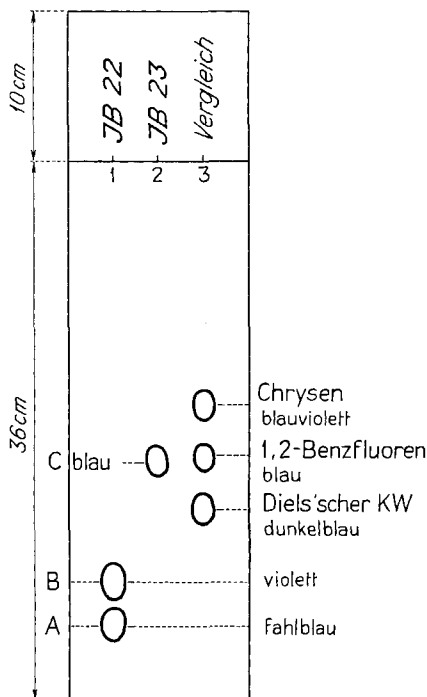 10cm
JB 22
JB 23
Vergleich
1 2 3
36cm
Chrysen
blauviolett
C blau
1,2-Benzfluoren
blau
Diels'scher KW
dunkelblau
B violett
A fahlblau